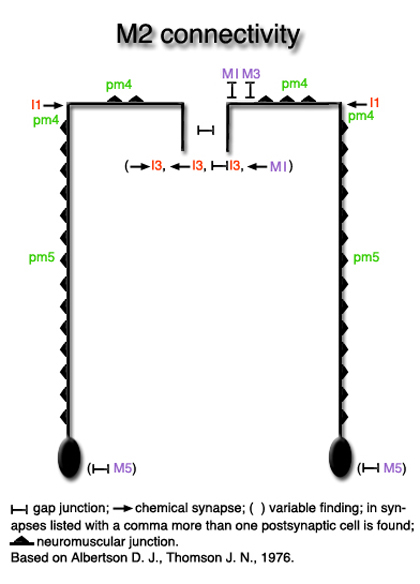 M2 connectivity
MI M3
pm4 pm4
I1 I1
pm4 pm4
( I3, I3, I3, MI)
pm5 pm5
( M5) ( M5)
gap junction; chemical synapse; ( ) variable finding; in syn-
apses listed with a comma more than one postsynaptic cell is found;
neuromuscular junction.
Based on Albertson D. J., Thomson J. N., 1976.